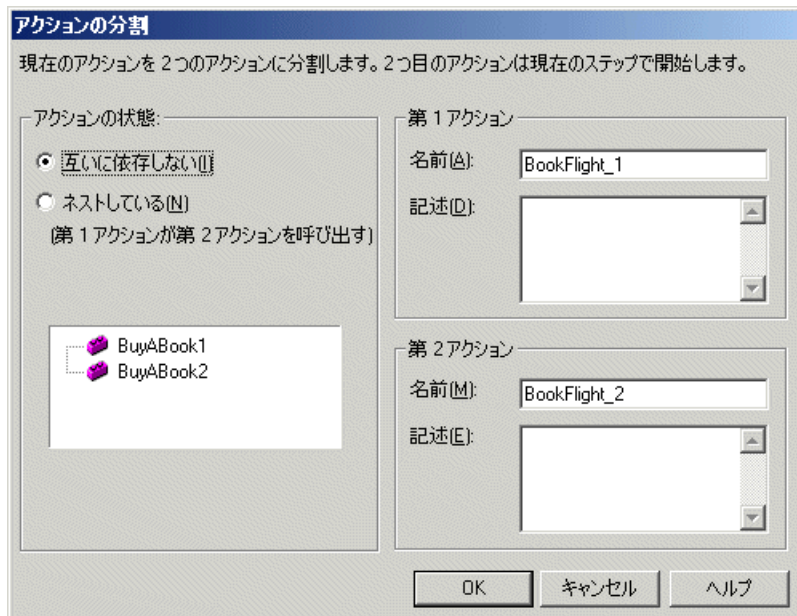 アクションの分割
現在のアクションを2つのアクションに分割します。2つ目のアクションは現在のステップで開始します。
アクションの状態:
互いに依存しない(I)
ネストしている(N)
(第1アクションが第2アクションを呼び出す)
BuyABook1
BuyABook2
第1アクション
名前(A):
BookFlight_1
記述(D):
第2アクション
名前(M):
BookFlight_2
記述(E):
OK
キャンセル
ヘルプ